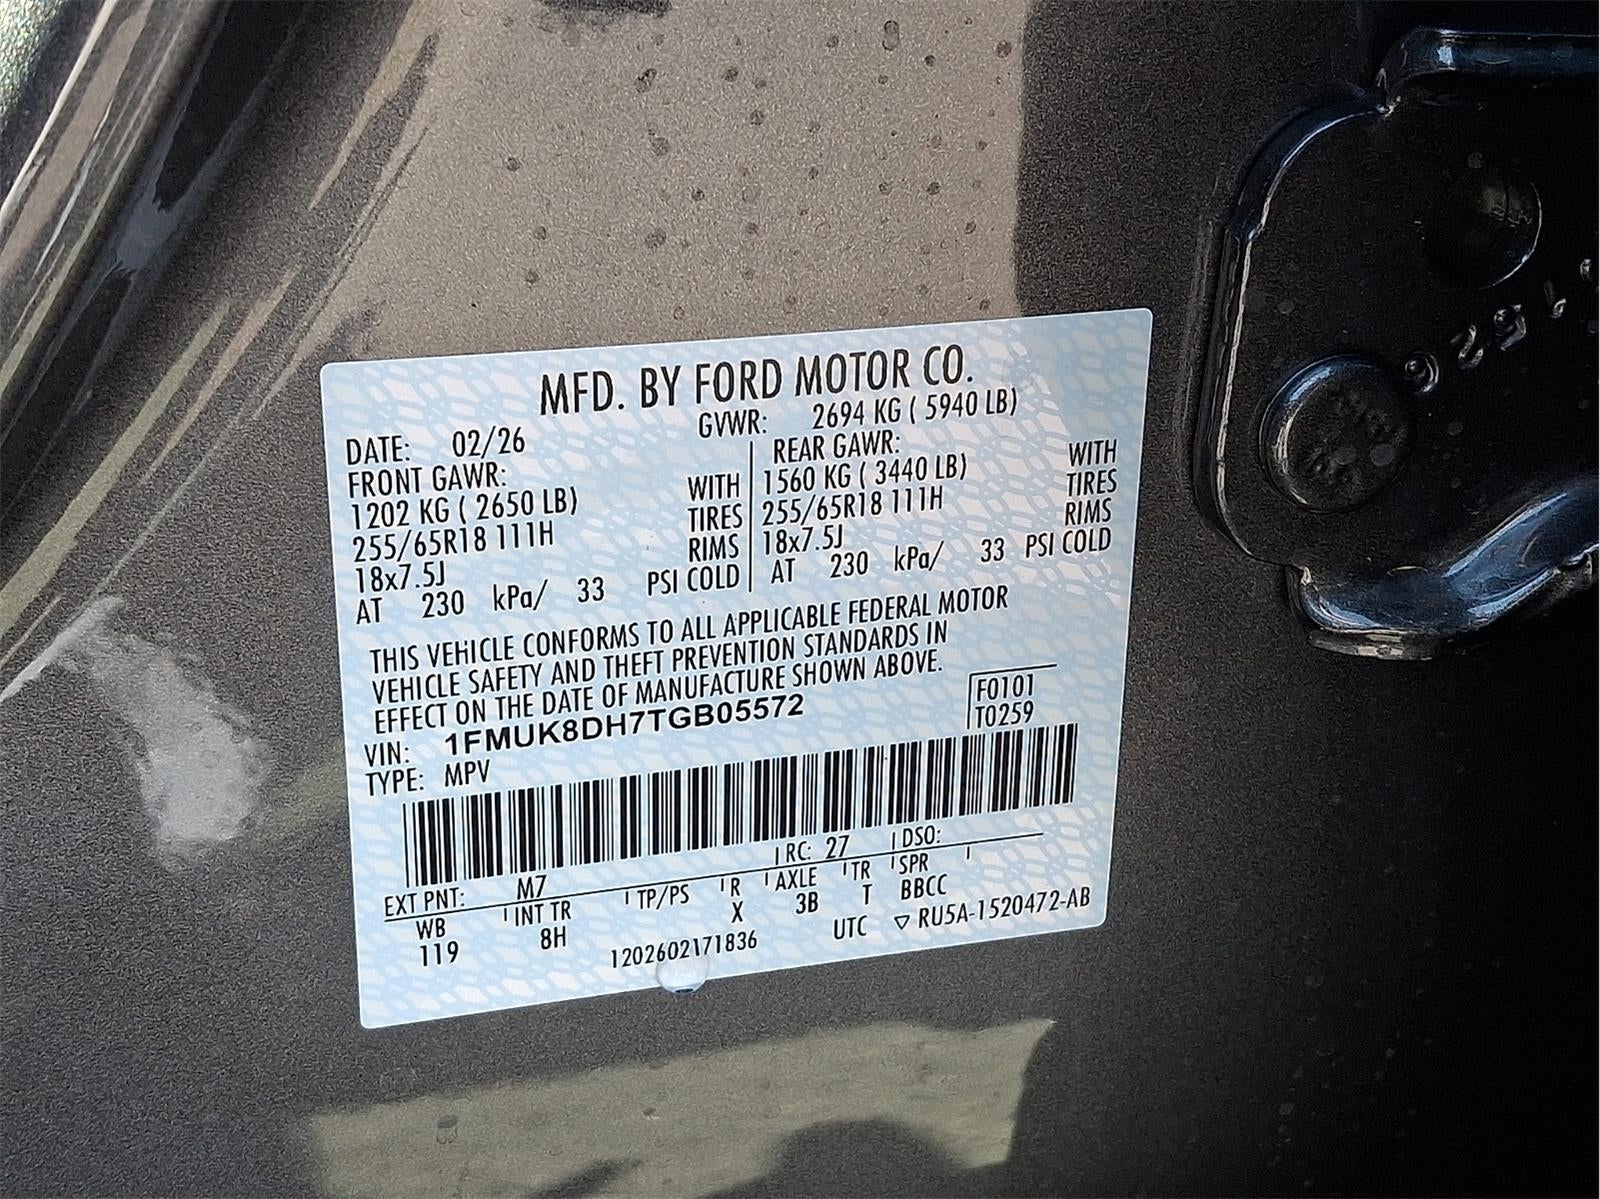 MFD. BY FORD MOTOR CO.
DATE: 02/26 GVWR: 2694 KG ( 5940 LB)
FRONT GAWR: REAR GAWR:
1202 KG ( 2650 LB) WITH 1560 KG ( 3440 LB) WITH
255/65R18 111H TIRES 255/65R18 111H TIRES
18x7.5J RIMS 18x7.5J RIMS
AT 230 kPa/ 33 PSI COLD AT 230 kPa/ 33 PSI COLD
THIS VEHICLE CONFORMS TO ALL APPLICABLE FEDERAL MOTOR
VEHICLE SAFETY AND THEFT PREVENTION STANDARDS IN
EFFECT ON THE DATE OF MANUFACTURE SHOWN ABOVE.
VIN: 1FMUK8DH7TGB05572 F0101
TYPE: MPV T0259
EXT PNT: M7 RC: 27 DSO:
WB INT TR TP/PS R AXLE TR SPR
119 8H X 3B T BBCC
1202602171836 UTC ▽ RU5A-1520472-AB